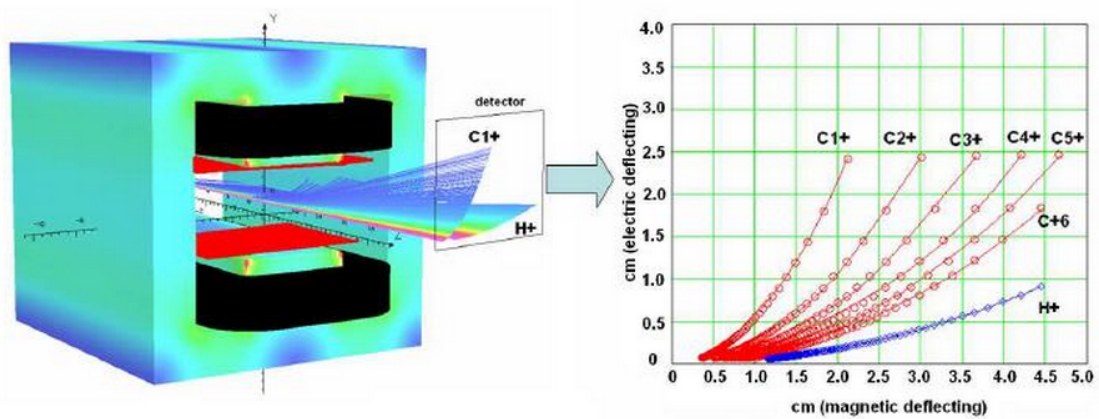 Y
detector
C1+
H+
Z
cm (electric deflecting)
4.0
3.5
3.0
2.5
2.0
1.5
1.0
0.5
0
C1+ C2+ C3+ C4+ C5+
C+6
H+
0 0.5 1.0 1.5 2.0 2.5 3.0 3.5 4.0 4.5 5.0
cm (magnetic deflecting)